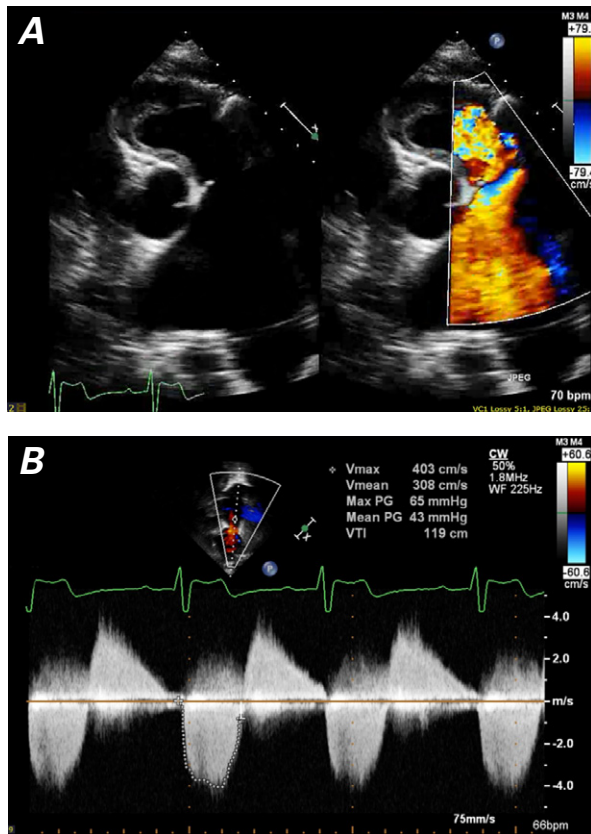 A
P
M3 M4
+79.
-79.4
cm/s
JPEG
70 bpm
2
VC1 Lossy 5:1, JPEG Lossy 25:
B
Vmax 403 cm/s
Vmean 308 cm/s
Max PG 65 mmHg
Mean PG 43 mmHg
VTI 119 cm
CW
50%
1.8MHz
WF 225Hz
M3 M4
+60.6
-60.6
cm/s
P
4.0
2.0
m/s
-2.0
-4.0
75mm/s
66bpm